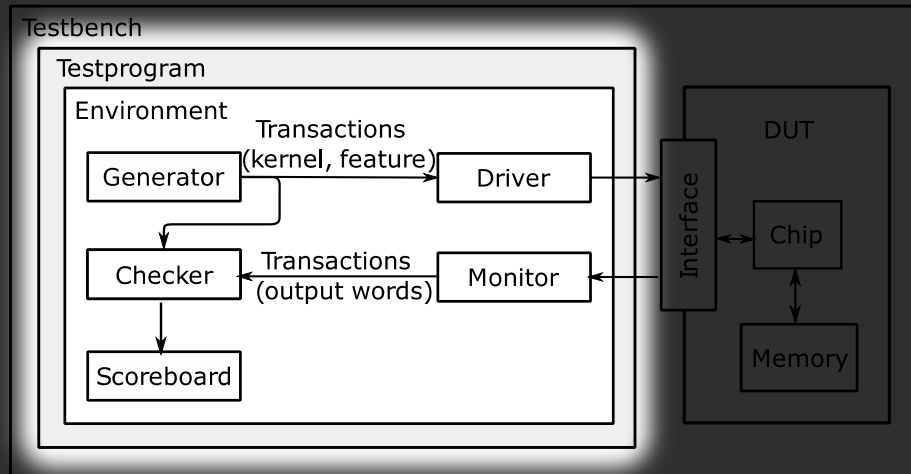 Testbench
Testprogram
Environment
Transactions
(kernel, feature)
Generator
Driver
Checker
Transactions
(output words)
Monitor
Scoreboard
DUT
Interface
Chip
Memory